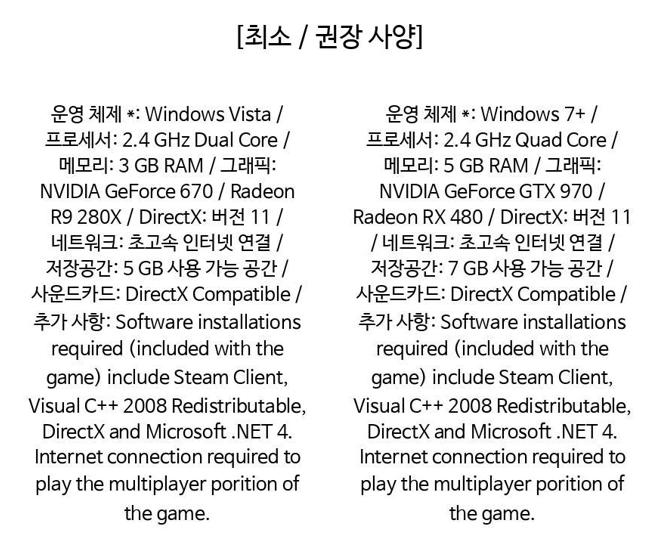 [최소 / 권장 사양]
운영 체제 *: Windows Vista /
프로세서: 2.4 GHz Dual Core /
메모리: 3 GB RAM / 그래픽:
NVIDIA GeForce 670 / Radeon
R9 280X / DirectX: 버전 11 /
네트워크: 초고속 인터넷 연결 /
저장공간: 5 GB 사용 가능 공간 /
사운드카드: DirectX Compatible /
추가 사항: Software installations
required (included with the
game) include Steam Client,
Visual C++ 2008 Redistributable,
DirectX and Microsoft .NET 4.
Internet connection required to
play the multiplayer porition of
the game.
운영 체제 *: Windows 7+ /
프로세서: 2.4 GHz Quad Core /
메모리: 5 GB RAM / 그래픽:
NVIDIA GeForce GTX 970 /
Radeon RX 480 / DirectX: 버전 11
/ 네트워크: 초고속 인터넷 연결 /
저장공간: 7 GB 사용 가능 공간 /
사운드카드: DirectX Compatible /
추가 사항: Software installations
required (included with the
game) include Steam Client,
Visual C++ 2008 Redistributable,
DirectX and Microsoft .NET 4.
Internet connection required to
play the multiplayer porition of
the game.